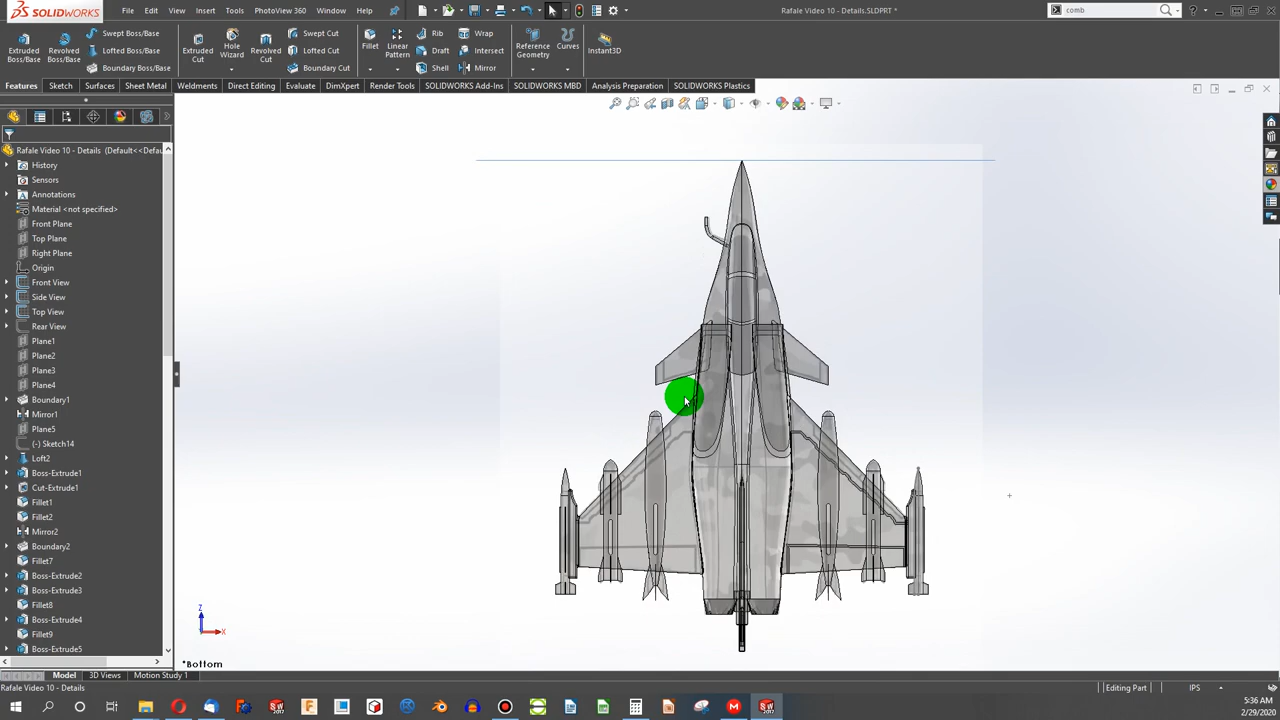 SOLIDWORKS File Edit View Insert Tools PhotoView 360 Window Help Rafale Video 10 - Details.SLDPRT * comb
Extruded Boss/Base Revolved Boss/Base Swept Boss/Base Lofted Boss/Base Boundary Boss/Base Extruded Cut Hole Wizard Revolved Cut Swept Cut Lofted Cut Boundary Cut Fillet Linear Pattern Rib Draft Shell Wrap Intersect Mirror Reference Geometry Curves Instant3D
Features Sketch Surfaces Sheet Metal Weldments Direct Editing Evaluate DimXpert Render Tools SOLIDWORKS Add-Ins SOLIDWORKS MBD Analysis Preparation SOLIDWORKS Plastics
Rafale Video 10 - Details (Default<<Defau
History
Sensors
Annotations
Material <not specified>
Front Plane
Top Plane
Right Plane
Origin
Front View
Side View
Top View
Rear View
Plane1
Plane2
Plane3
Plane4
Boundary1
Mirror1
Plane5
(-) Sketch14
Loft2
Boss-Extrude1
Cut-Extrude1
Fillet1
Fillet2
Mirror2
Boundary2
Fillet7
Boss-Extrude2
Boss-Extrude3
Fillet8
Boss-Extrude4
Fillet9
Boss-Extrude5
Z
X
*Bottom
Model 3D Views Motion Study 1
Rafale Video 10 - Details Editing Part IPS
5:36 AM
2/29/2020